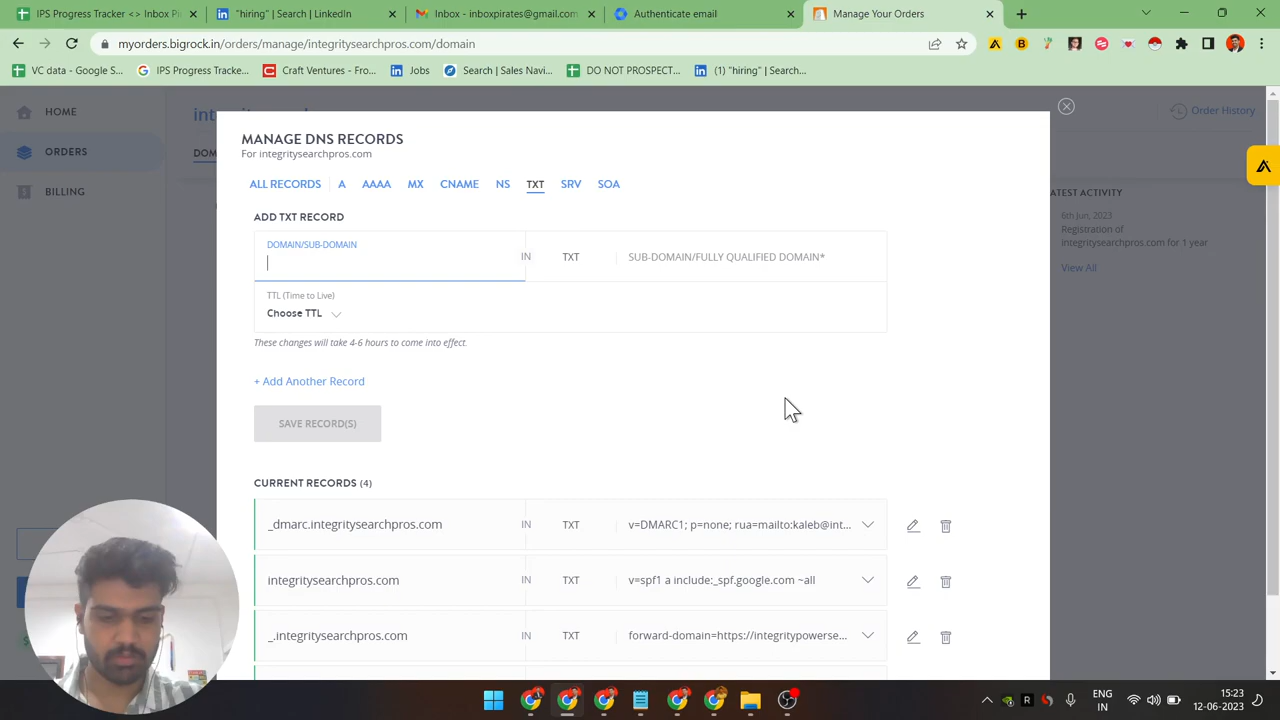 IPS Progress Tracker <> Inbox Pi
"hiring" | Search | LinkedIn
Inbox - inboxpirates@gmail.com
Authenticate email
Manage Your Orders
myorders.bigrock.in/orders/manage/integritysearchpros.com/domain
VC data - Google S...
IPS Progress Tracke...
Craft Ventures - Fro...
Jobs
Search | Sales Navi...
DO NOT PROSPECT...
(1) "hiring" | Search...
HOME
ORDERS
BILLING
Order History
MANAGE DNS RECORDS
For integritysearchpros.com
ALL RECORDS A AAAA MX CNAME NS TXT SRV SOA
ADD TXT RECORD
DOMAIN/SUB-DOMAIN
IN TXT SUB-DOMAIN/FULLY QUALIFIED DOMAIN*
TTL (Time to Live)
Choose TTL
These changes will take 4-6 hours to come into effect.
+ Add Another Record
SAVE RECORD(S)
CURRENT RECORDS (4)
_dmarc.integritysearchpros.com IN TXT v=DMARC1; p=none; rua=mailto:kaleb@int...
integritysearchpros.com IN TXT v=spf1 a include:_spf.google.com ~all
_.integritysearchpros.com IN TXT forward-domain=https://integritypowerse...
ATEST ACTIVITY
6th Jun, 2023
Registration of
integritysearchpros.com for 1 year
View All
ENG
IN
15:23
12-06-2023